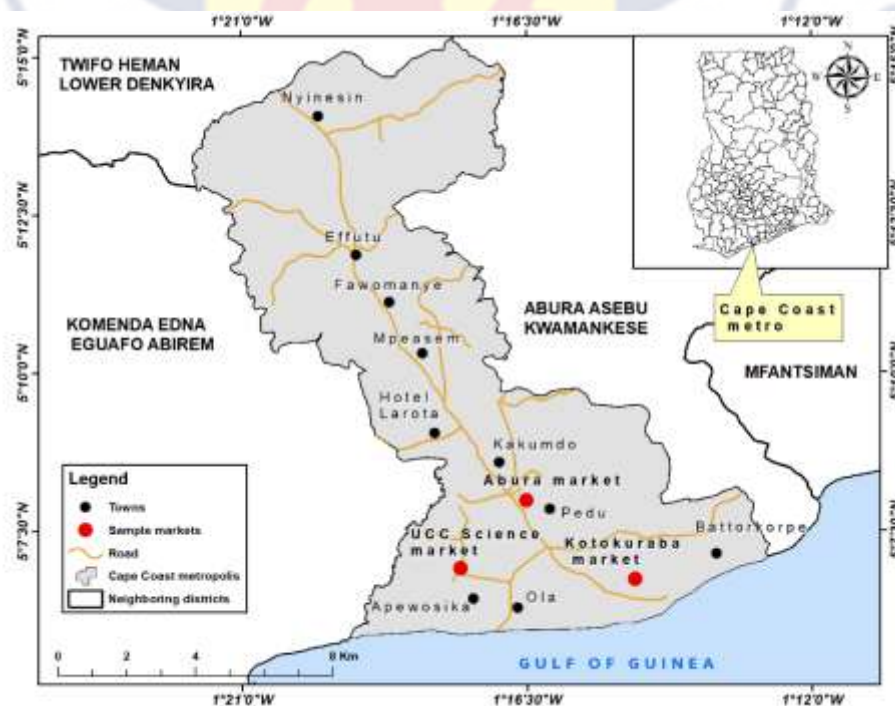 1°21'0"W
1°16'30"W
1°12'0"W
5°15'0"N
TWIFO HEMAN
LOWER DENKYIRA
Nyinesin
N
W
E
S
5°12'30"N
Effutu
Fawomanye
ABURA ASEBU
KWAMANKESE
Cape Coast
metro
KOMENDA EDNA
EGUAFO ABIREM
Mpeasem
5°10'0"N
MFANTSIMAN
Hotel
Larota
Kakumdo
Abura market
Legend
Towns
Sample markets
Road
Cape Coast metropolis
Neighboring districts
Pedu
Battorkorpe
5°7'30"N
UCC Science
market
Kotokuraba
market
Apewosika
Ola
0 2 4 8 Km
GULF OF GUINEA
1°21'0"W
1°16'30"W
1°12'0"W